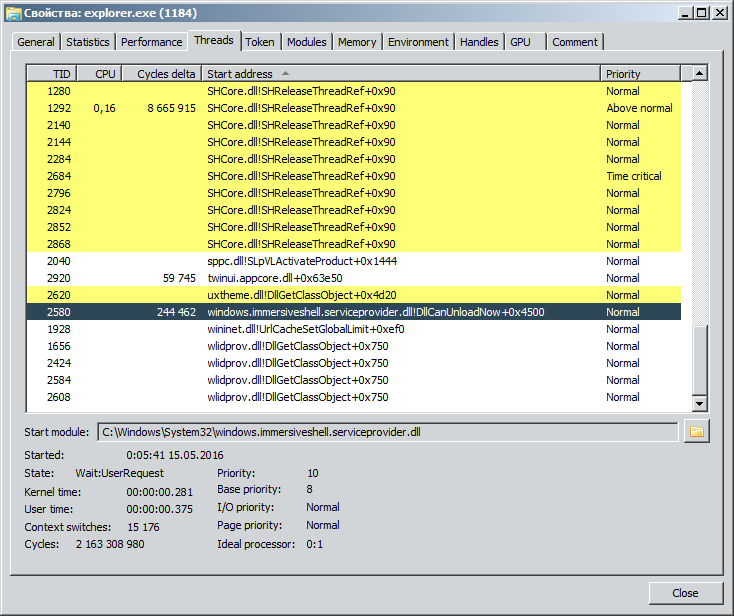 Свойства: explorer.exe (1184)
General Statistics Performance Threads Token Modules Memory Environment Handles GPU Comment
TID CPU Cycles delta Start address Priority
1280 SHCore.dll!SHReleaseThreadRef+0x90 Normal
1292 0,16 8 665 915 SHCore.dll!SHReleaseThreadRef+0x90 Above normal
2140 SHCore.dll!SHReleaseThreadRef+0x90 Normal
2144 SHCore.dll!SHReleaseThreadRef+0x90 Normal
2284 SHCore.dll!SHReleaseThreadRef+0x90 Normal
2684 SHCore.dll!SHReleaseThreadRef+0x90 Time critical
2796 SHCore.dll!SHReleaseThreadRef+0x90 Normal
2824 SHCore.dll!SHReleaseThreadRef+0x90 Normal
2852 SHCore.dll!SHReleaseThreadRef+0x90 Normal
2868 SHCore.dll!SHReleaseThreadRef+0x90 Normal
2040 sppc.dll!SLpVLActivateProduct+0x1444 Normal
2920 59 745 twinui.appcore.dll+0x63e50 Normal
2620 uxtheme.dll!DllGetClassObject+0x4d20 Normal
2580 244 462 windows.immersiveshell.serviceprovider.dll!DllCanUnloadNow+0x4500 Normal
1928 wininet.dll!UrlCacheSetGlobalLimit+0xef0 Normal
1656 wlidprov.dll!DllGetClassObject+0x750 Normal
2424 wlidprov.dll!DllGetClassObject+0x750 Normal
2584 wlidprov.dll!DllGetClassObject+0x750 Normal
2608 wlidprov.dll!DllGetClassObject+0x750 Normal
Start module: C:\Windows\System32\windows.immersiveshell.serviceprovider.dll
Started: 0:05:41 15.05.2016
State: Wait:UserRequest Priority: 10
Kernel time: 00:00:00.281 Base priority: 8
User time: 00:00:00.375 I/O priority: Normal
Context switches: 15 176 Page priority: Normal
Cycles: 2 163 308 980 Ideal processor: 0:1
Close